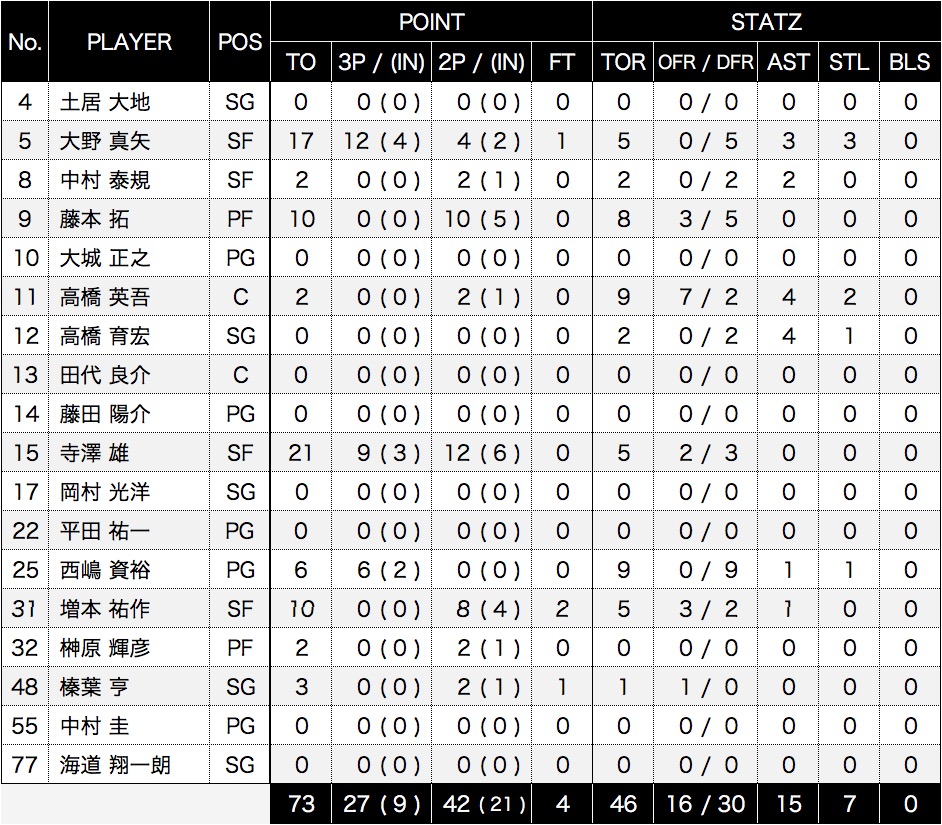 No. PLAYER POS POINT STATZ
TO 3P / (IN) 2P / (IN) FT TOR OFR / DFR AST STL BLS
4 土居 大地 SG 0 0 ( 0 ) 0 ( 0 ) 0 0 0 / 0 0 0 0
5 大野 真矢 SF 17 12 ( 4 ) 4 ( 2 ) 1 5 0 / 5 3 3 0
8 中村 泰規 SF 2 0 ( 0 ) 2 ( 1 ) 0 2 0 / 2 2 0 0
9 藤本 拓 PF 10 0 ( 0 ) 10 ( 5 ) 0 8 3 / 5 0 0 0
10 大城 正之 PG 0 0 ( 0 ) 0 ( 0 ) 0 0 0 / 0 0 0 0
11 高橋 英吾 C 2 0 ( 0 ) 2 ( 1 ) 0 9 7 / 2 4 2 0
12 高橋 育宏 SG 0 0 ( 0 ) 0 ( 0 ) 0 2 0 / 2 4 1 0
13 田代 良介 C 0 0 ( 0 ) 0 ( 0 ) 0 0 0 / 0 0 0 0
14 藤田 陽介 PG 0 0 ( 0 ) 0 ( 0 ) 0 0 0 / 0 0 0 0
15 寺澤 雄 SF 21 9 ( 3 ) 12 ( 6 ) 0 5 2 / 3 0 0 0
17 岡村 光洋 SG 0 0 ( 0 ) 0 ( 0 ) 0 0 0 / 0 0 0 0
22 平田 祐一 PG 0 0 ( 0 ) 0 ( 0 ) 0 0 0 / 0 0 0 0
25 西嶋 資裕 PG 6 6 ( 2 ) 0 ( 0 ) 0 9 0 / 9 1 1 0
31 増本 祐作 SF 10 0 ( 0 ) 8 ( 4 ) 2 5 3 / 2 1 0 0
32 榊原 輝彦 PF 2 0 ( 0 ) 2 ( 1 ) 0 0 0 / 0 0 0 0
48 榛葉 亨 SG 3 0 ( 0 ) 2 ( 1 ) 1 1 1 / 0 0 0 0
55 中村 圭 PG 0 0 ( 0 ) 0 ( 0 ) 0 0 0 / 0 0 0 0
77 海道 翔一朗 SG 0 0 ( 0 ) 0 ( 0 ) 0 0 0 / 0 0 0 0
73 27 ( 9 ) 42 ( 21 ) 4 46 16 / 30 15 7 0